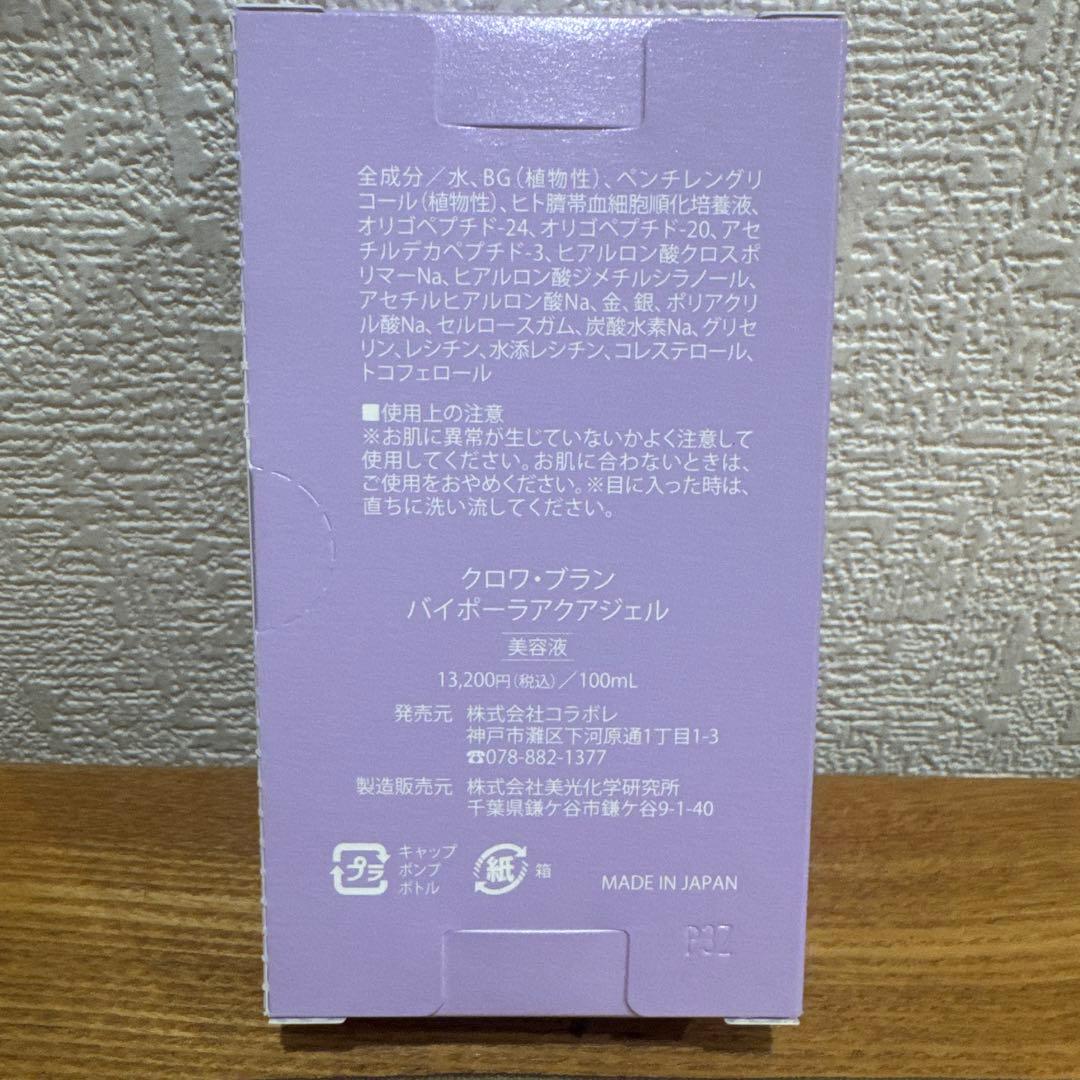 全成分／水、BG（植物性）、ペンチレングリ
コール（植物性）、ヒト臍帯血細胞順化培養液、
オリゴペプチド-24、オリゴペプチド-20、アセ
チルデカペプチド-3、ヒアルロン酸クロスポ
リマーNa、ヒアルロン酸ジメチルシラノール、
アセチルヒアルロン酸Na、金、銀、ポリアクリ
ル酸Na、セルロースガム、炭酸水素Na、グリセ
リン、レシチン、水添レシチン、コレステロール、
トコフェロール
■使用上の注意
※お肌に異常が生じていないかよく注意して
使用してください。お肌に合わないときは、
ご使用をおやめください。※目に入った時は、
直ちに洗い流してください。
クロワ・ブラン
バイポーラアクアジェル
美容液
13,200円（税込）／100mL
発売元 株式会社コラボレ
神戸市灘区下河原通1丁目1-3
☎078-882-1377
製造販売元 株式会社美光化学研究所
千葉県鎌ケ谷市鎌ケ谷9-1-40
プラ キャップ
ポンプ
ボトル
紙 箱
MADE IN JAPAN
P3Z